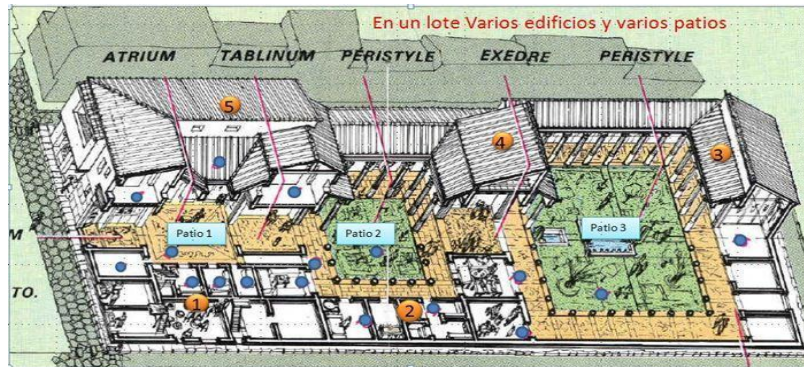 En un lote Varios edificios y varios patios
ATRIUM TABLINUM PERISTYLE EXEDRE PERISTYLE
5
4
3
M
Patio 1 Patio 2 Patio 3
TO.
1
2